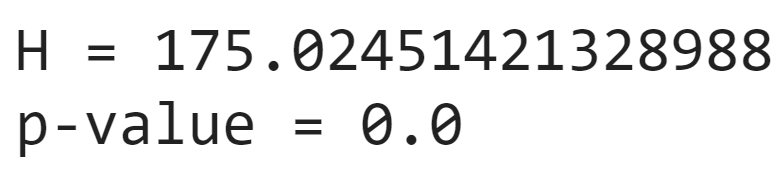 H = 175.02451421328988
p-value = 0.0